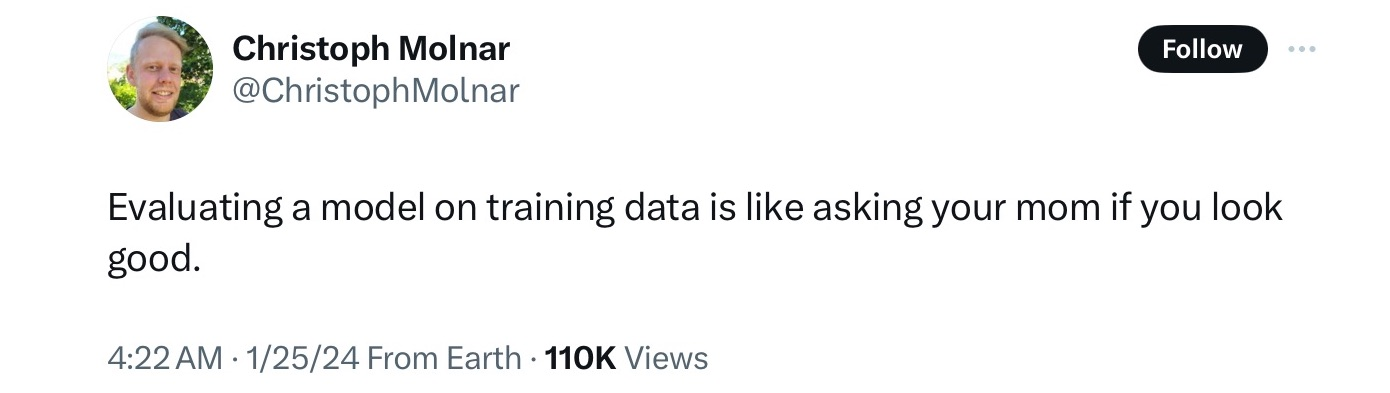 Christoph Molnar
Follow
@ChristophMolnar
Evaluating a model on training data is like asking your mom if you look
good.
4:22 AM · 1/25/24 From Earth · 110K Views